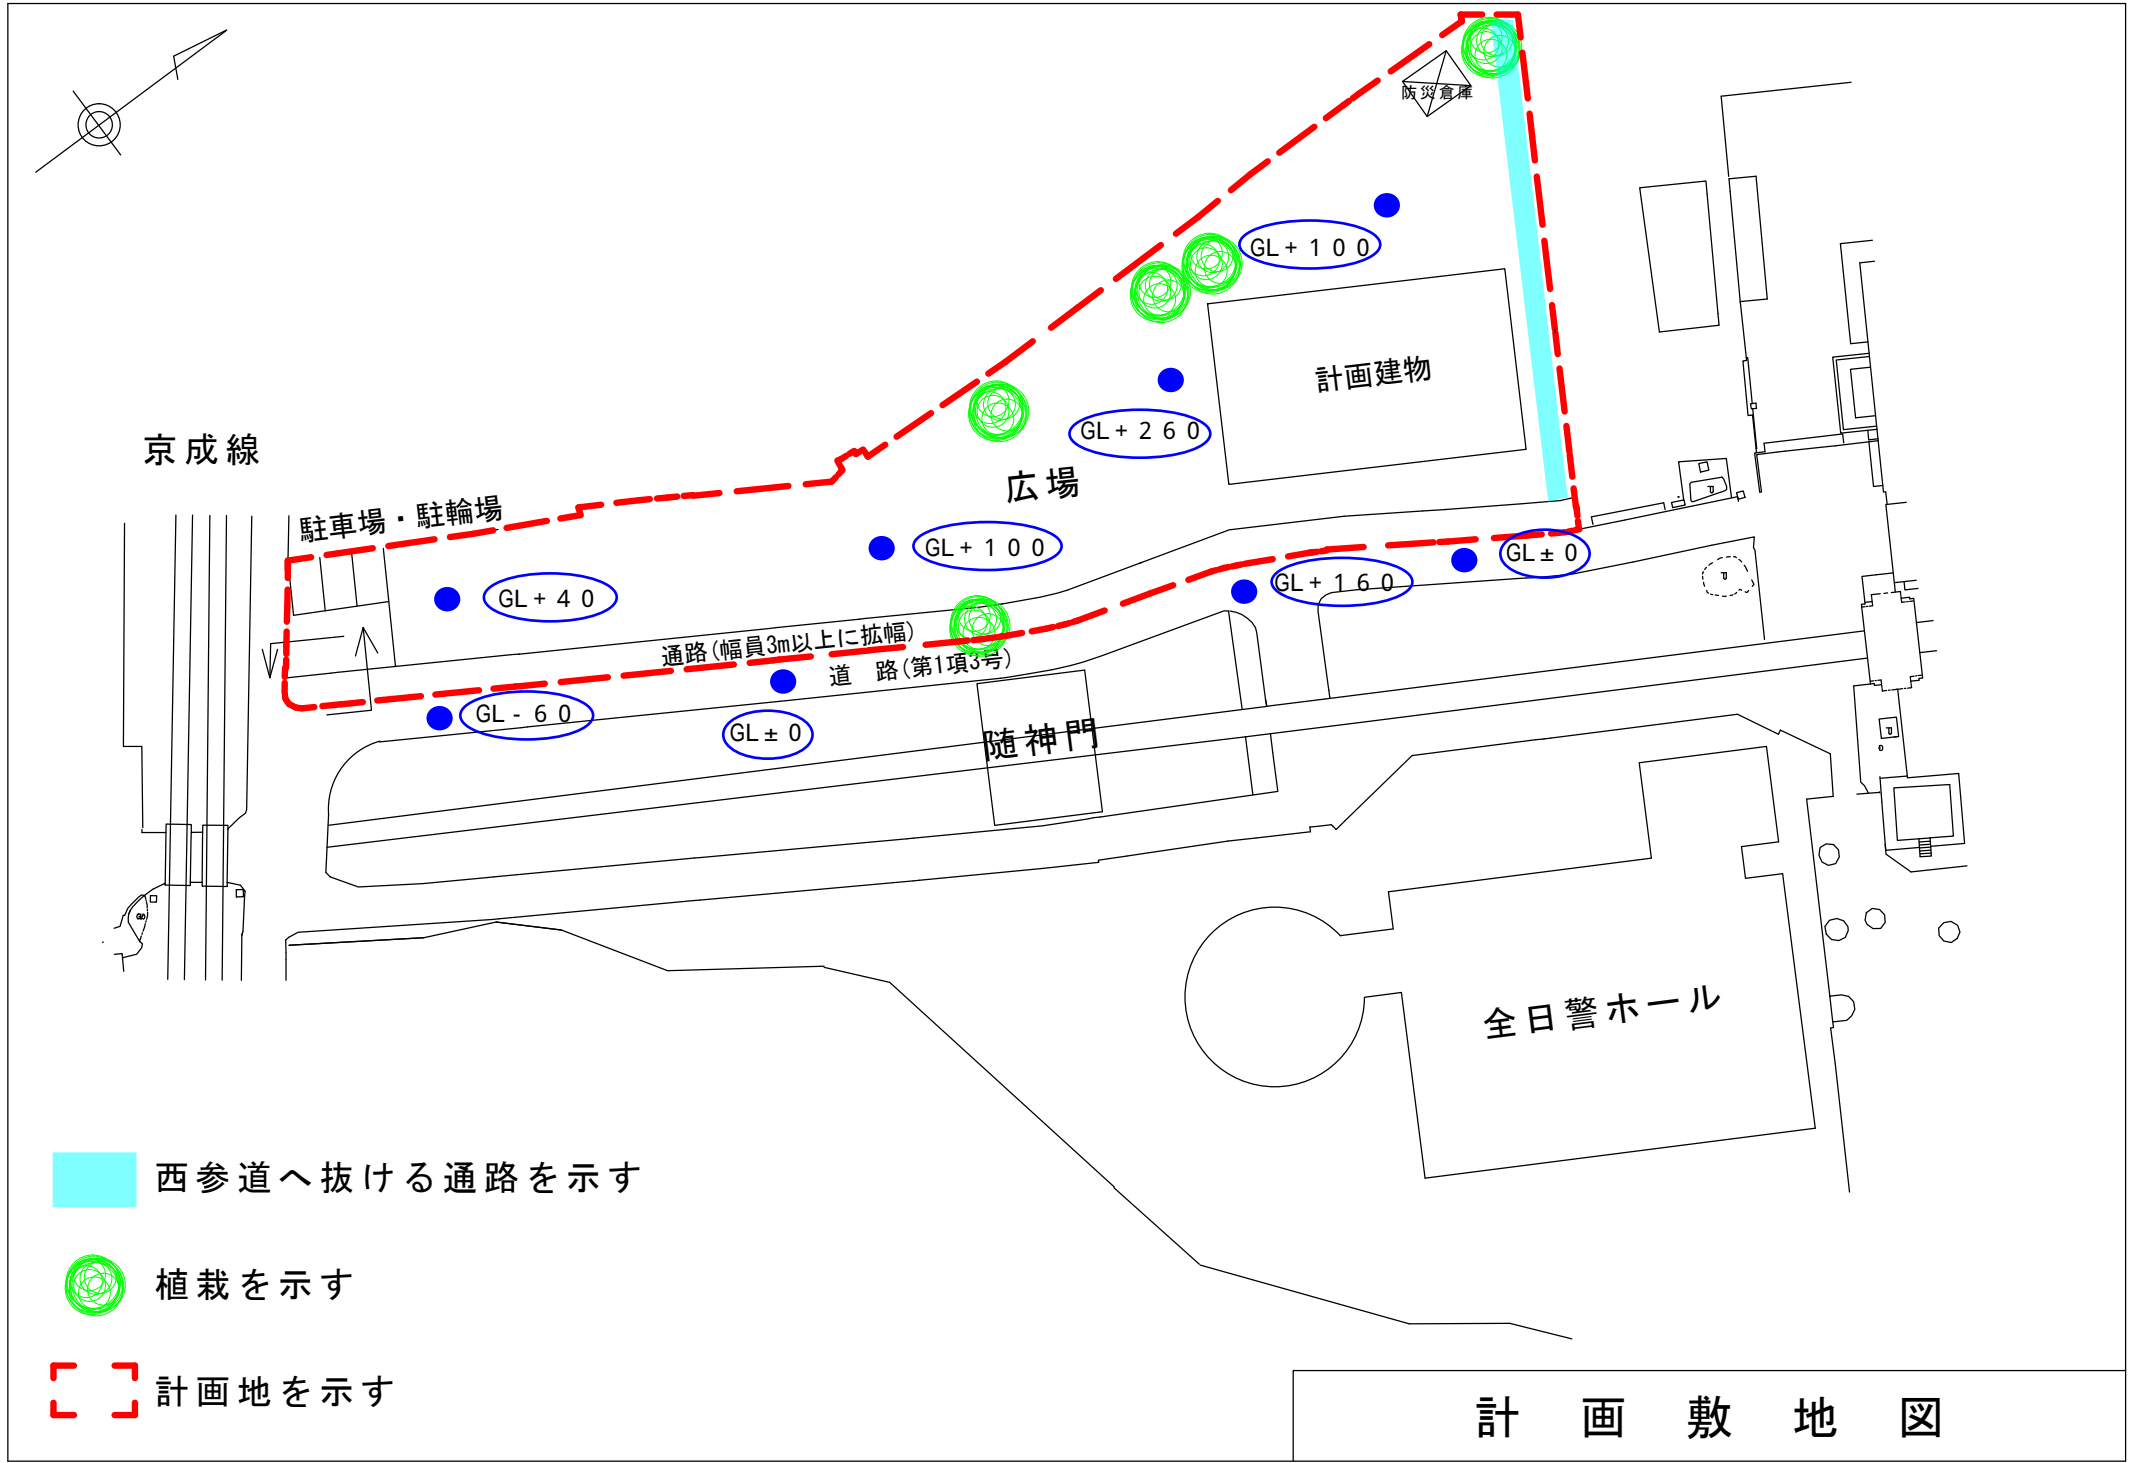 防災倉庫
GL+100
計画建物
GL+260
京成線
広場
駐車場・駐輪場
GL+100
GL±0
GL+40
GL+160
通路(幅員3m以上に拡幅)
道 路(第1項3号)
GL-60
GL±0
随神門
全日警ホール
西参道へ抜ける通路を示す
植栽を示す
計画地を示す
計画敷地図